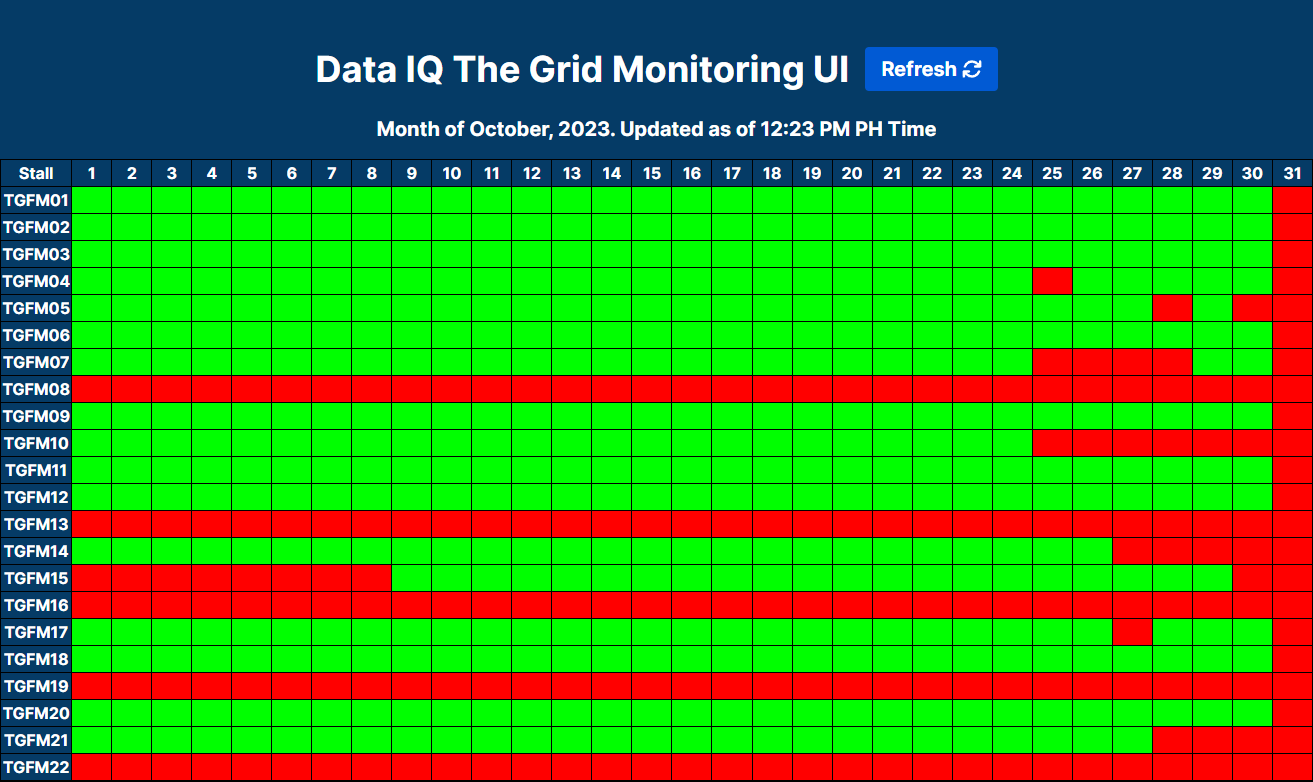 Data IQ The Grid Monitoring UI Refresh
Month of October, 2023. Updated as of 12:23 PM PH Time
Stall 1 2 3 4 5 6 7 8 9 10 11 12 13 14 15 16 17 18 19 20 21 22 23 24 25 26 27 28 29 30 31
TGFM01
TGFM02
TGFM03
TGFM04
TGFM05
TGFM06
TGFM07
TGFM08
TGFM09
TGFM10
TGFM11
TGFM12
TGFM13
TGFM14
TGFM15
TGFM16
TGFM17
TGFM18
TGFM19
TGFM20
TGFM21
TGFM22